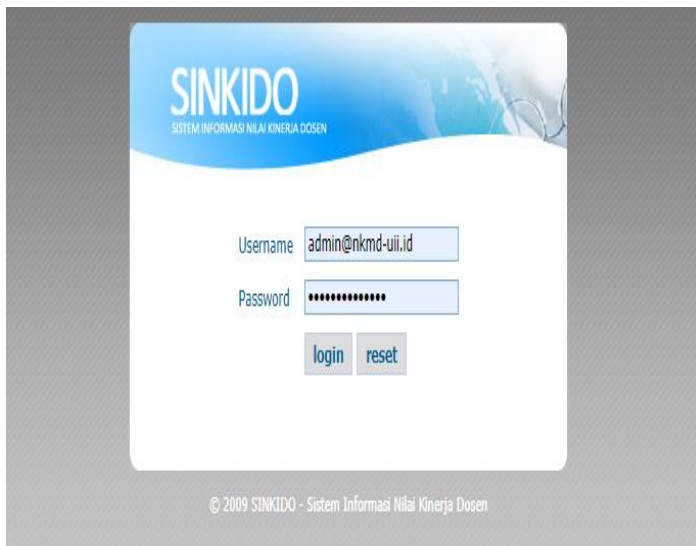 SINKIDO
SISTEM INFORMASI NILAI KINERJA DOSEN
Username admin@nkmd-uii.id
Password ••••••••••••••
login reset
© 2009 SINKIDO - Sistem Informasi Nilai Kinerja Dosen